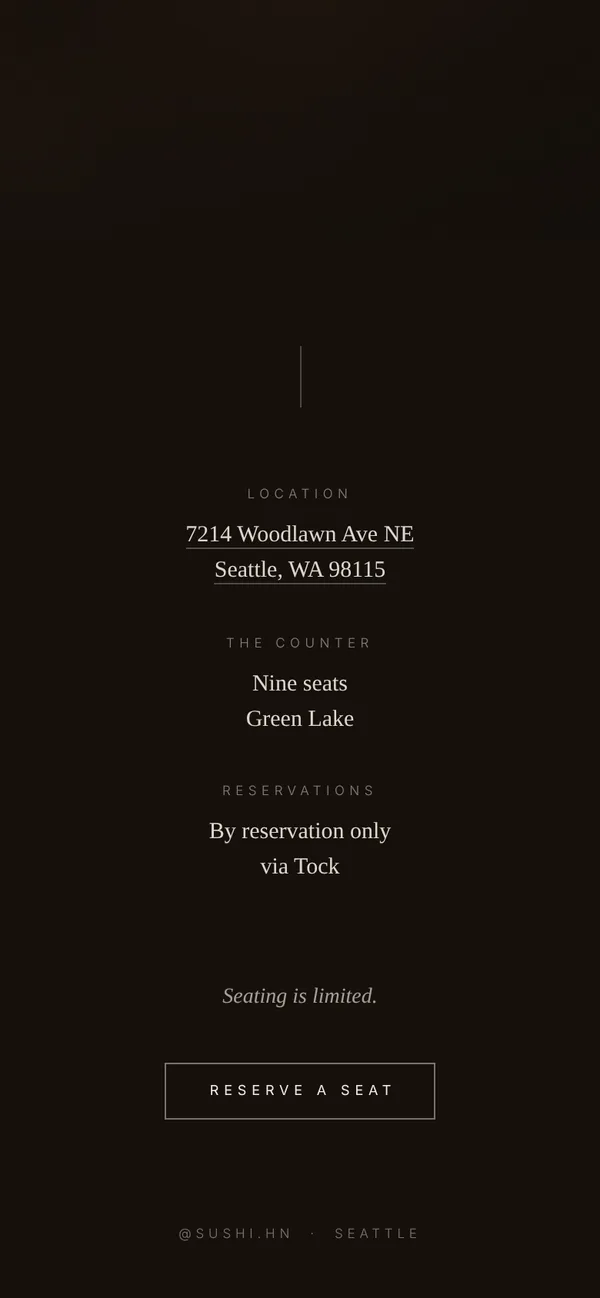 LOCATION
7214 Woodlawn Ave NE
Seattle, WA 98115
THE COUNTER
Nine seats
Green Lake
RESERVATIONS
By reservation only
via Tock
Seating is limited.
RESERVE A SEAT
@SUSHI.HN · SEATTLE